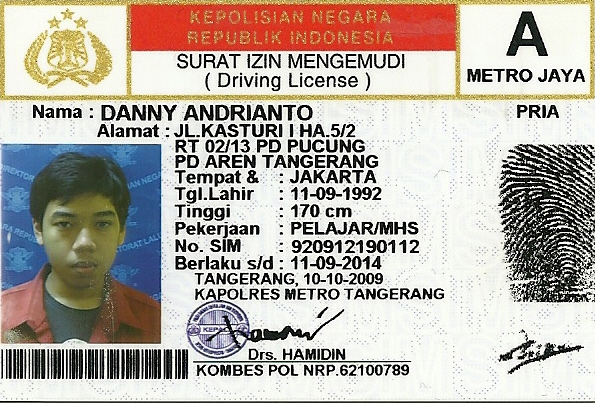 KEPOLISIAN NEGARA
REPUBLIK INDONESIA
SURAT IZIN MENGEMUDI
( Driving License )
A
METRO JAYA
Nama : DANNY ANDRIANTO
PRIA
Alamat : JL.KASTURI I HA.5/2
RT 02/13 PD PUCUNG
PD AREN TANGERANG
Tempat & : JAKARTA
Tgl.Lahir : 11-09-1992
Tinggi : 170 cm
Pekerjaan : PELAJAR/MHS
No. SIM : 920912190112
Berlaku s/d : 11-09-2014
TANGERANG, 10-10-2009
KAPOLRES METRO TANGERANG
Drs. HAMIDIN
KOMBES POL NRP.62100789